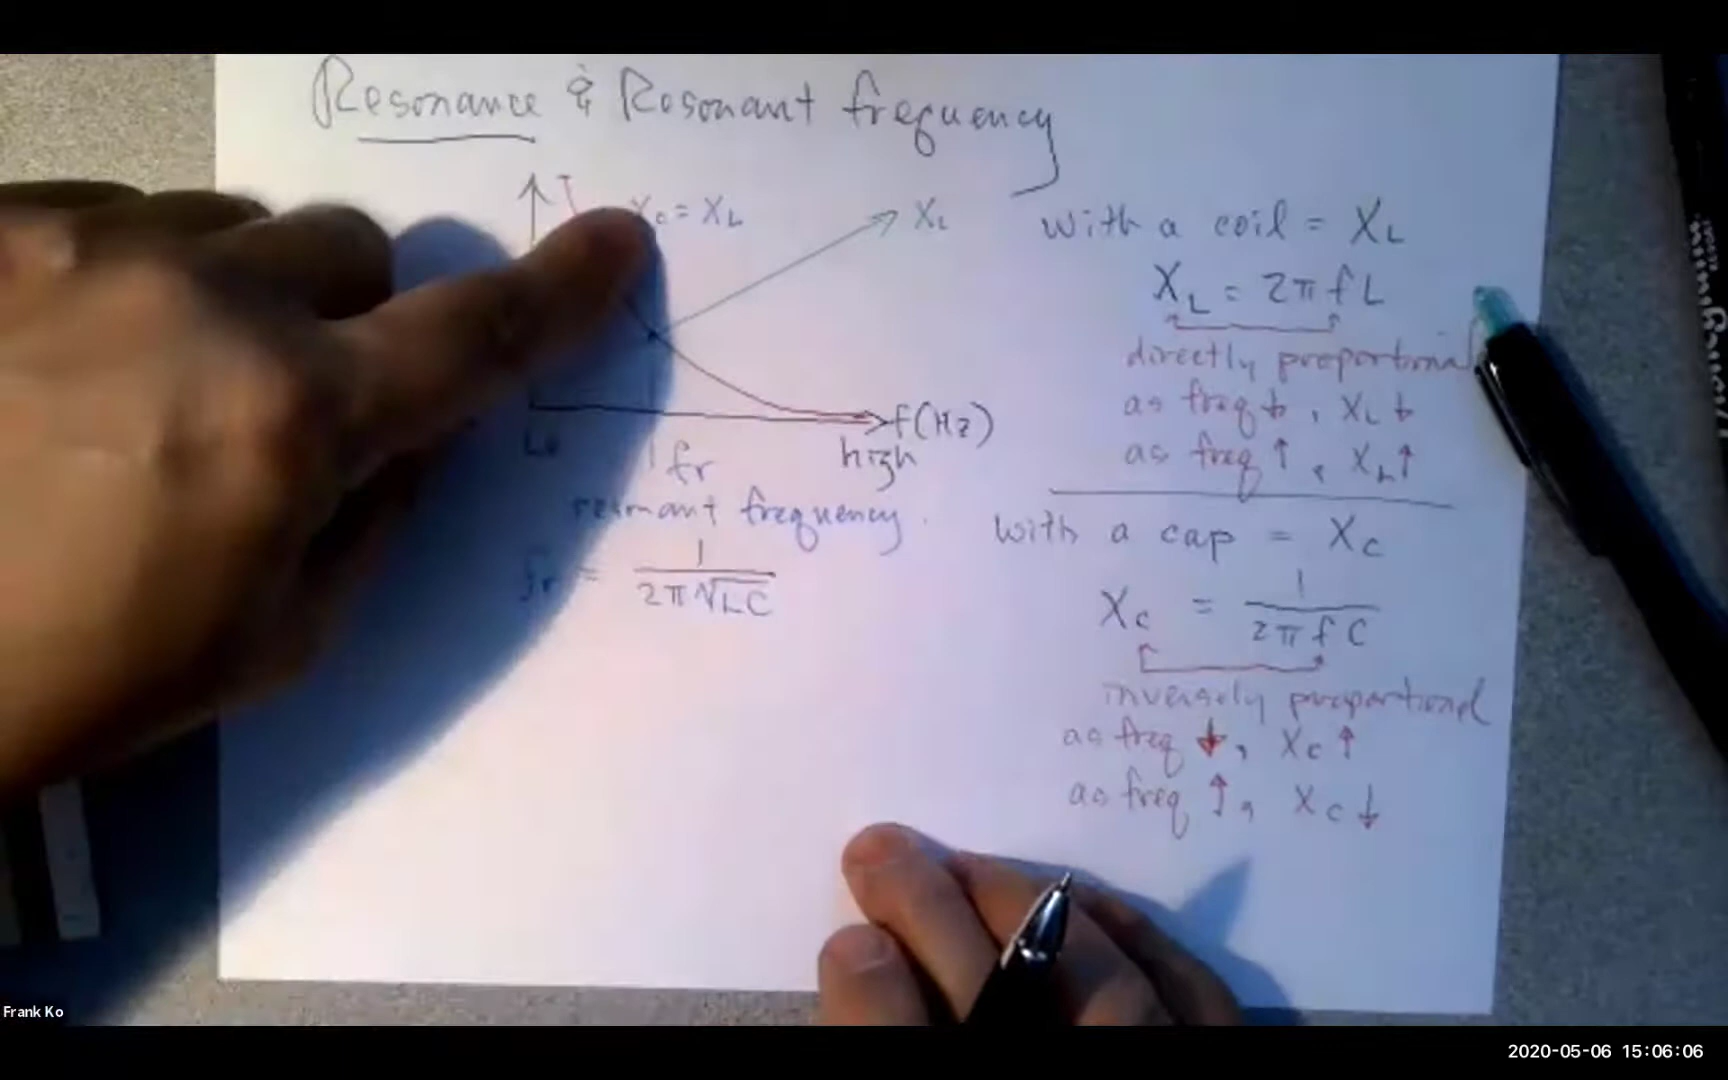 Resonance & Resonant frequency
Xc = XL
XL
f(Hz)
Lo
high
fr
resonant frequency.
fr = 1 / 2π√LC
With a coil = XL
XL = 2πfL
directly proportional
as freq ↓, XL ↓
as freq ↑, XL ↑
with a cap = Xc
Xc = 1 / 2πfC
inversely proportional
as freq ↓, Xc ↑
as freq ↑, Xc ↓
Frank Ko
2020-05-06 15:06:06